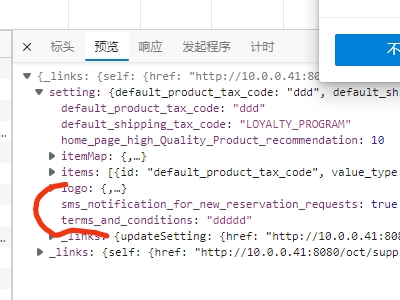 不
标头 预览 响应 发起程序 计时
{_links: {self: {href: "http://10.0.0.41:8080
setting: {default_product_tax_code: "ddd", default_sh
default_product_tax_code: "ddd"
default_shipping_tax_code: "LOYALTY_PROGRAM"
home_page_high_Quality_Product_recommendation: 10
itemMap: {,…}
items: [{id: "default_product_tax_code", value_type
logo: {,…}
sms_notification_for_new_reservation_requests: true
terms_and_conditions: "ddddd"
_links: {updateSetting: {href: "http://10.0.0.41:8
_links: {self: {href: "http://10.0.0.41:8080/oct/supp